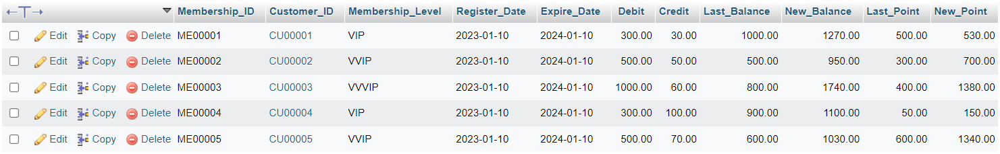 Membership_ID Customer_ID Membership_Level Register_Date Expire_Date Debit Credit Last_Balance New_Balance Last_Point New_Point
Edit Copy Delete ME00001 CU00001 VIP 2023-01-10 2024-01-10 300.00 30.00 1000.00 1270.00 500.00 530.00
Edit Copy Delete ME00002 CU00002 VVIP 2023-01-10 2024-01-10 500.00 50.00 500.00 950.00 300.00 700.00
Edit Copy Delete ME00003 CU00003 VVVIP 2023-01-10 2024-01-10 1000.00 60.00 800.00 1740.00 400.00 1380.00
Edit Copy Delete ME00004 CU00004 VIP 2023-01-10 2024-01-10 300.00 100.00 900.00 1100.00 50.00 150.00
Edit Copy Delete ME00005 CU00005 VVIP 2023-01-10 2024-01-10 500.00 70.00 600.00 1030.00 600.00 1340.00